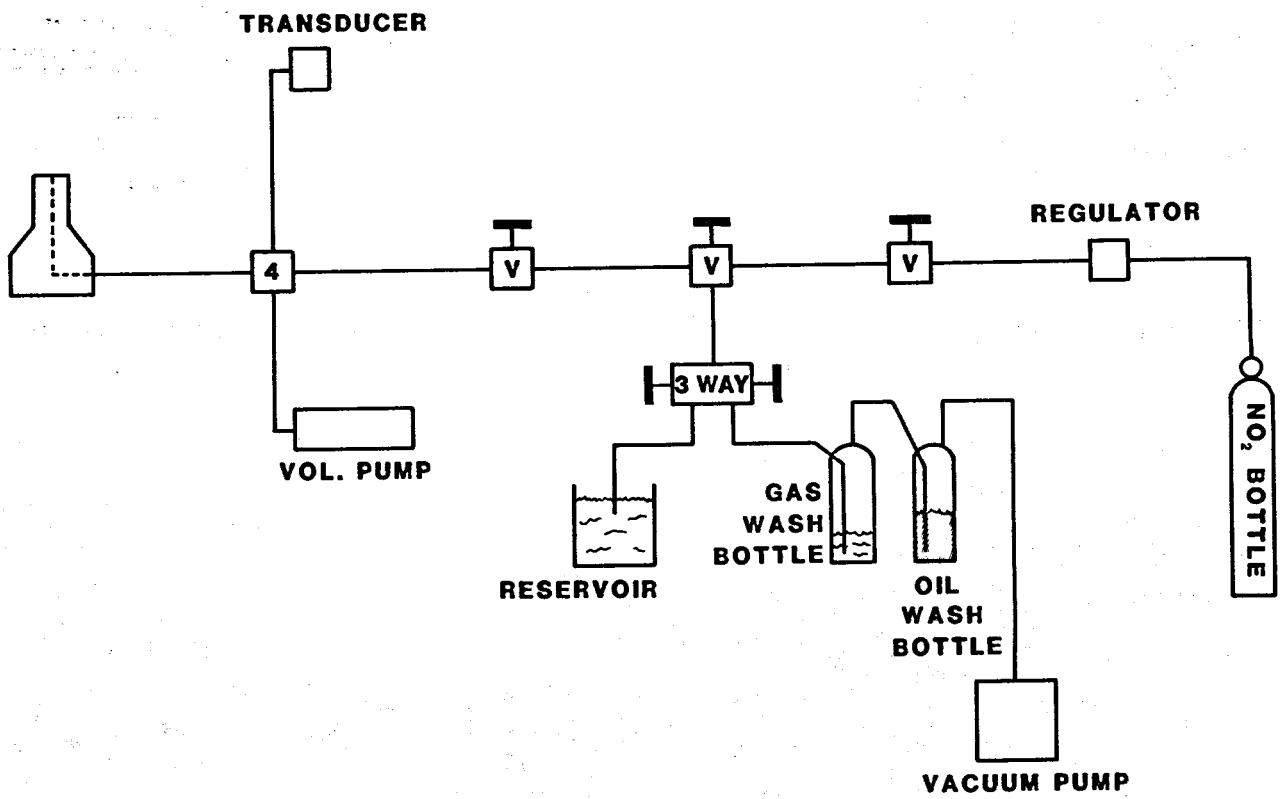 TRANSDUCER
REGULATOR
4
V
V
V
3 WAY
VOL. PUMP
RESERVOIR
GAS
WASH
BOTTLE
OIL
WASH
BOTTLE
NO₂ BOTTLE
VACUUM PUMP